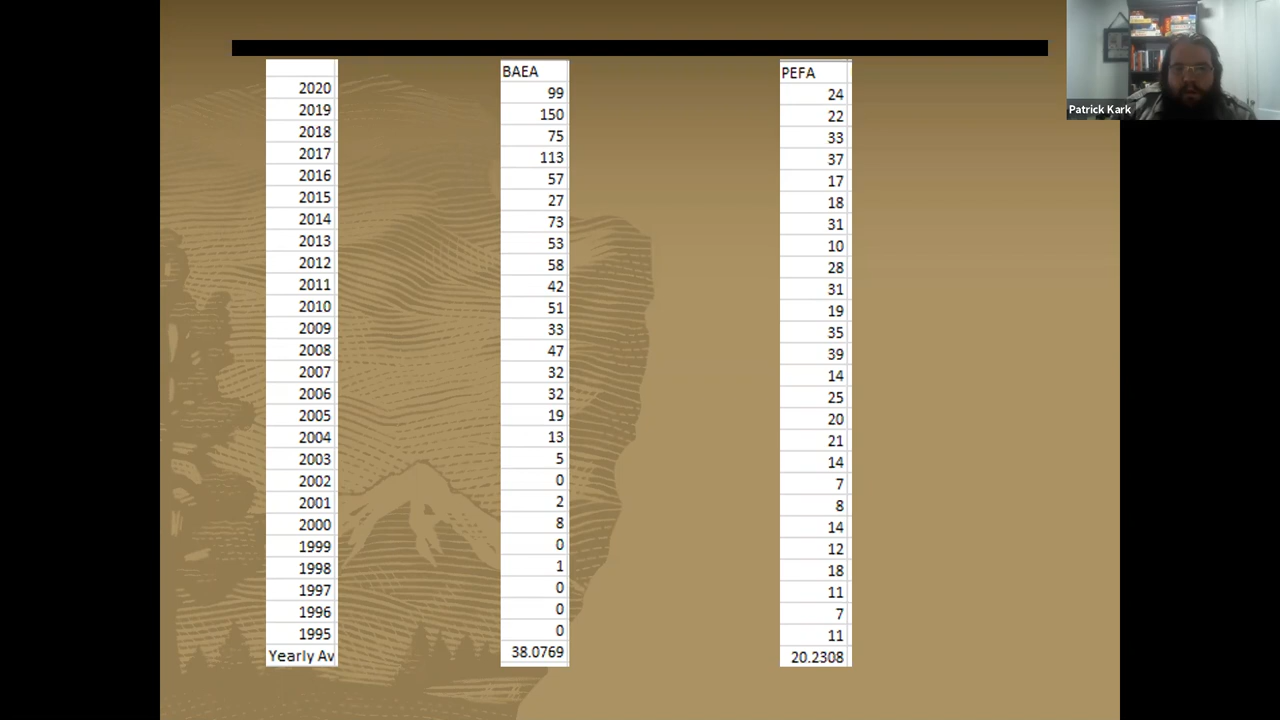 BAEA PEFA
2020 99 24
2019 150 22
2018 75 33
2017 113 37
2016 57 17
2015 27 18
2014 73 31
2013 53 10
2012 58 28
2011 42 31
2010 51 19
2009 33 35
2008 47 39
2007 32 14
2006 32 25
2005 19 20
2004 13 21
2003 5 14
2002 0 7
2001 2 8
2000 8 14
1999 0 12
1998 1 18
1997 0 11
1996 0 7
1995 0 11
Yearly Av 38.0769 20.2308
Patrick Kark